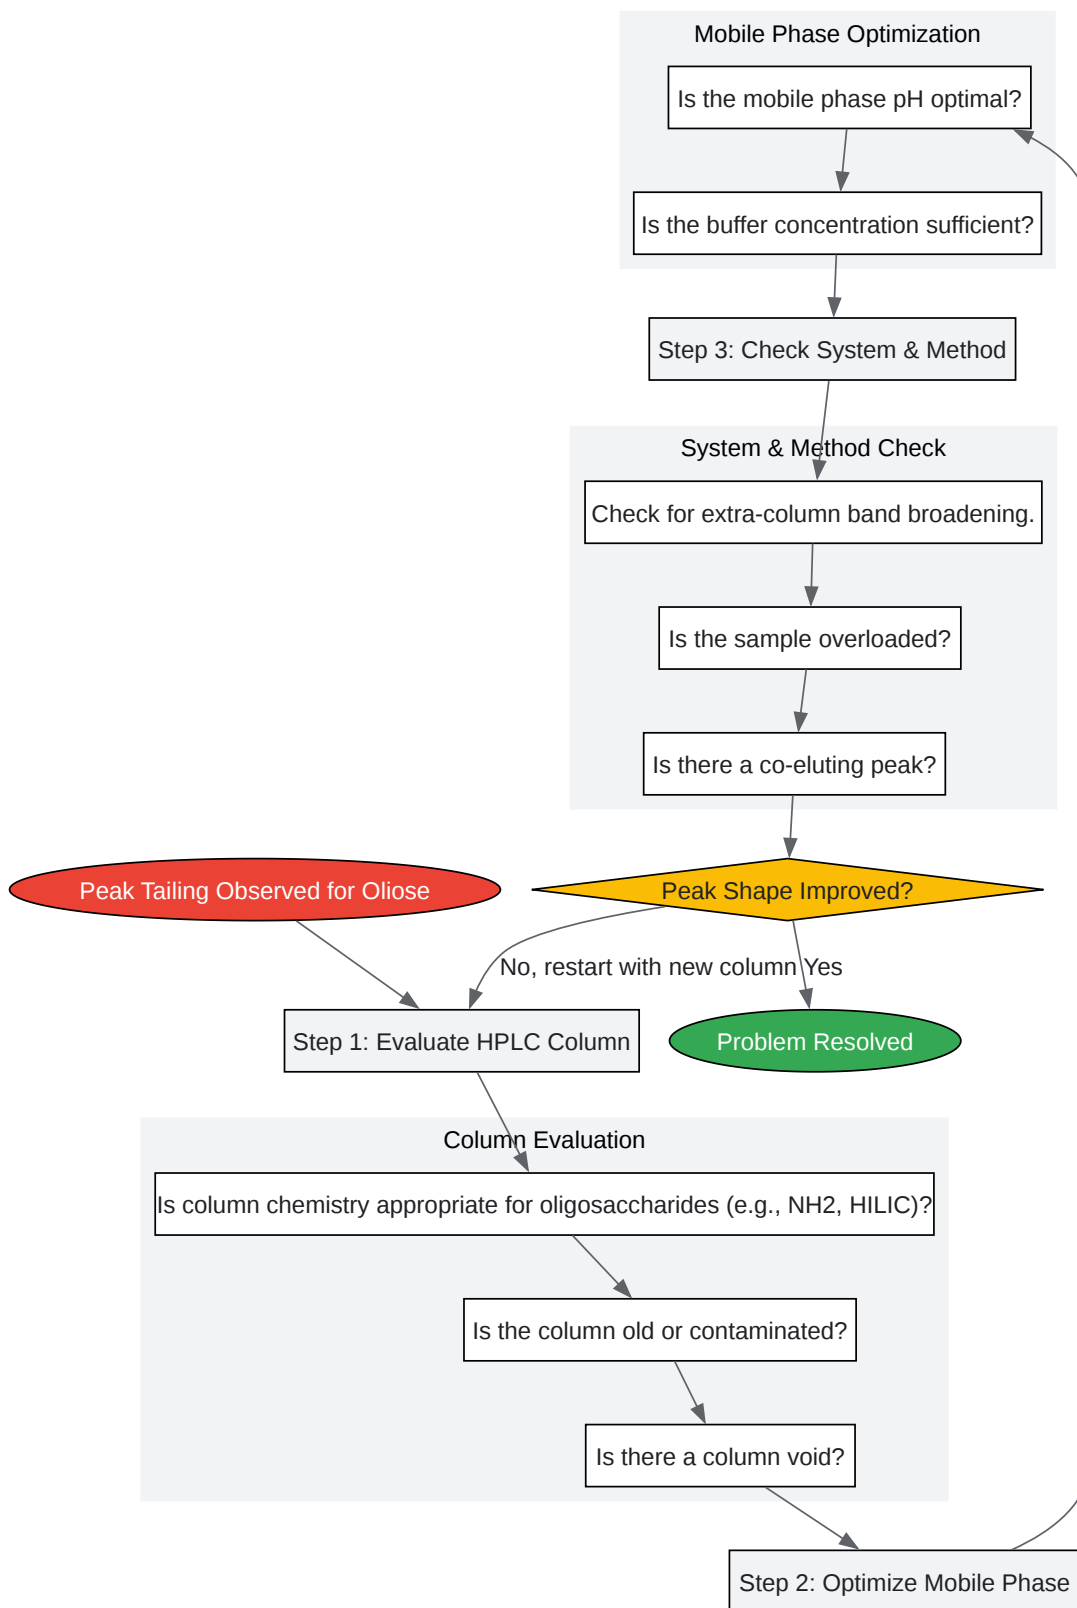 Mobile Phase Optimization
Is the mobile phase pH optimal?
Is the buffer concentration sufficient?
Step 3: Check System & Method
System & Method Check
Check for extra-column band broadening.
Is the sample overloaded?
Is there a co-eluting peak?
Peak Tailing Observed for Oliose
Peak Shape Improved?
No, restart with new column
Yes
Step 1: Evaluate HPLC Column
Problem Resolved
Column Evaluation
Is column chemistry appropriate for oligosaccharides (e.g., NH2, HILIC)?
Is the column old or contaminated?
Is there a column void?
Step 2: Optimize Mobile Phase